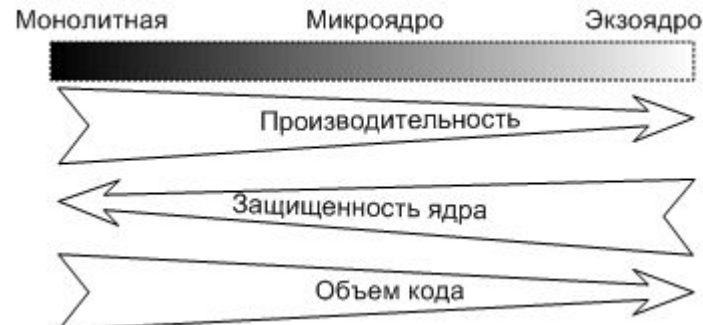 Монолитная Микроядро Экзоядро
Производительность
Защищенность ядра
Объем кода